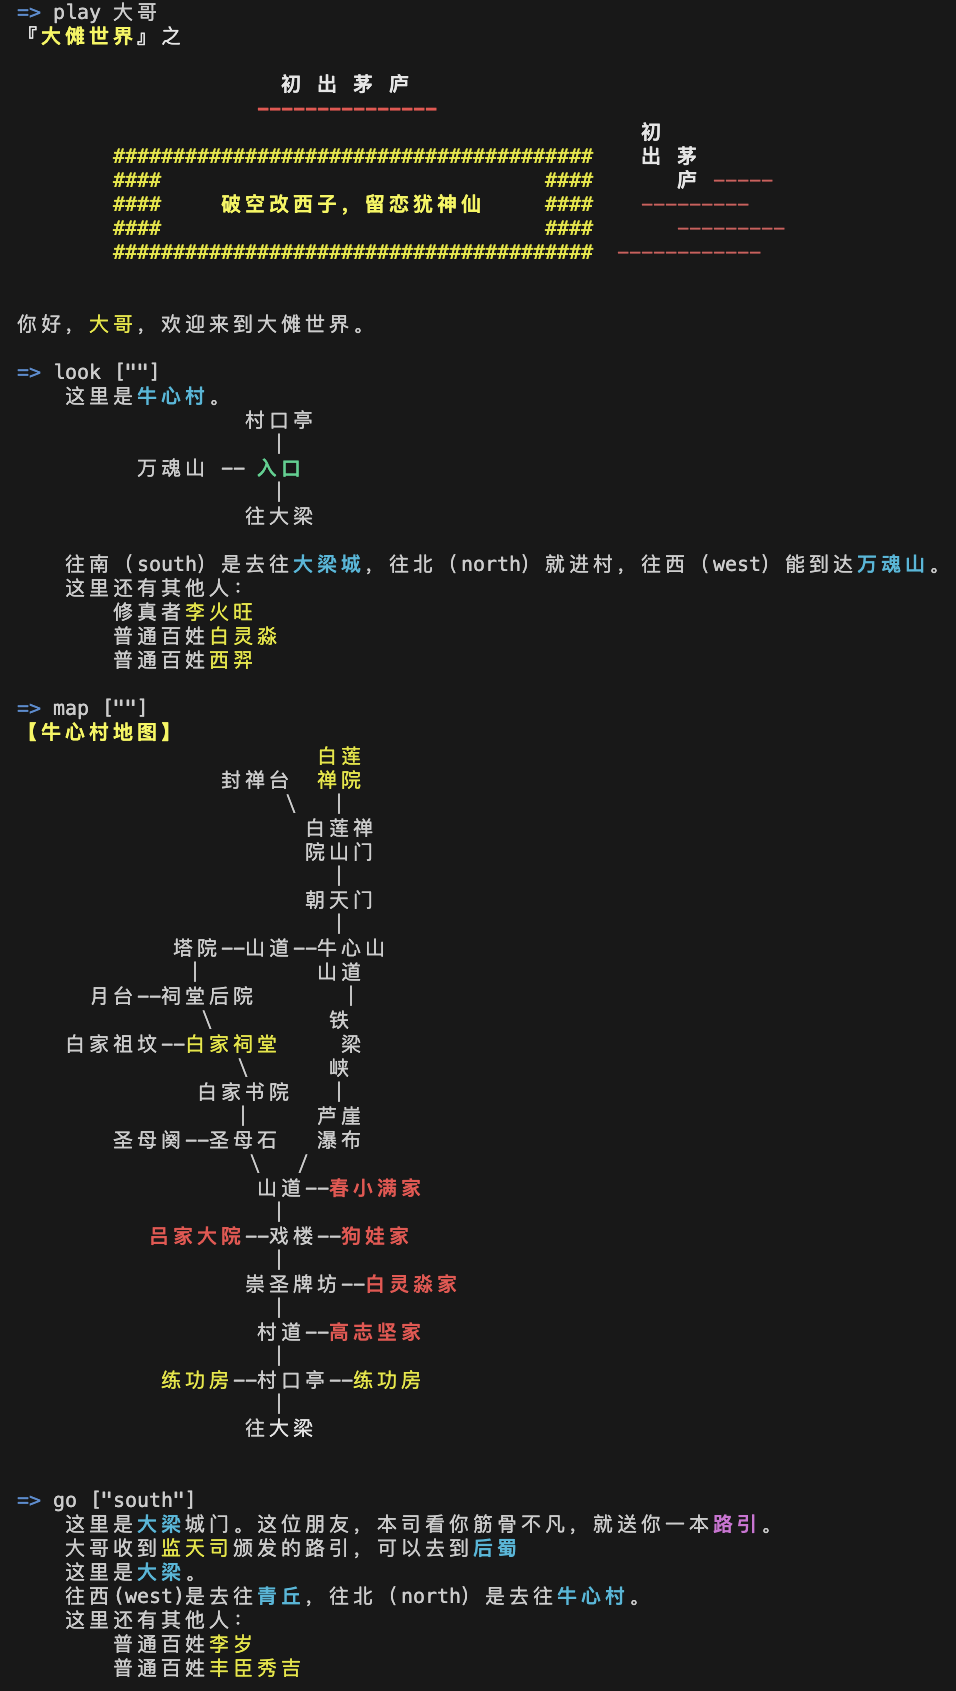 => play 大哥
『大傩世界』之
初 出 茅 庐
---------------
初
######################################## 出 茅
#### #### 庐 -----
#### 破空改西子，留恋犹神仙 #### ---------
#### #### ---------
######################################## ------------
你好，大哥，欢迎来到大傩世界。
=> look [""]
这里是牛心村。
村口亭
|
万魂山 -- 入口
|
往大梁
往南（south）是去往大梁城，往北（north）就进村，往西（west）能到达万魂山。
这里还有其他人：
修真者李火旺
普通百姓白灵淼
普通百姓西羿
=> map [""]
【牛心村地图】
白莲
封禅台 禅院
\ |
白莲禅
院山门
|
朝天门
|
塔院--山道--牛心山
| 山道
月台--祠堂后院 |
\ 铁
白家祖坟--白家祠堂 梁
\ 峡
白家书院 |
| 芦崖
圣母阕--圣母石 瀑布
\ /
山道--春小满家
|
吕家大院--戏楼--狗娃家
|
崇圣牌坊--白灵淼家
|
村道--高志坚家
|
练功房--村口亭--练功房
|
往大梁
=> go ["south"]
这里是大梁城门。这位朋友，本司看你筋骨不凡，就送你一本路引。
大哥收到监天司颁发的路引，可以去到后蜀
这里是大梁。
往西(west)是去往青丘，往北（north）是去往牛心村。
这里还有其他人：
普通百姓李岁
普通百姓丰臣秀吉